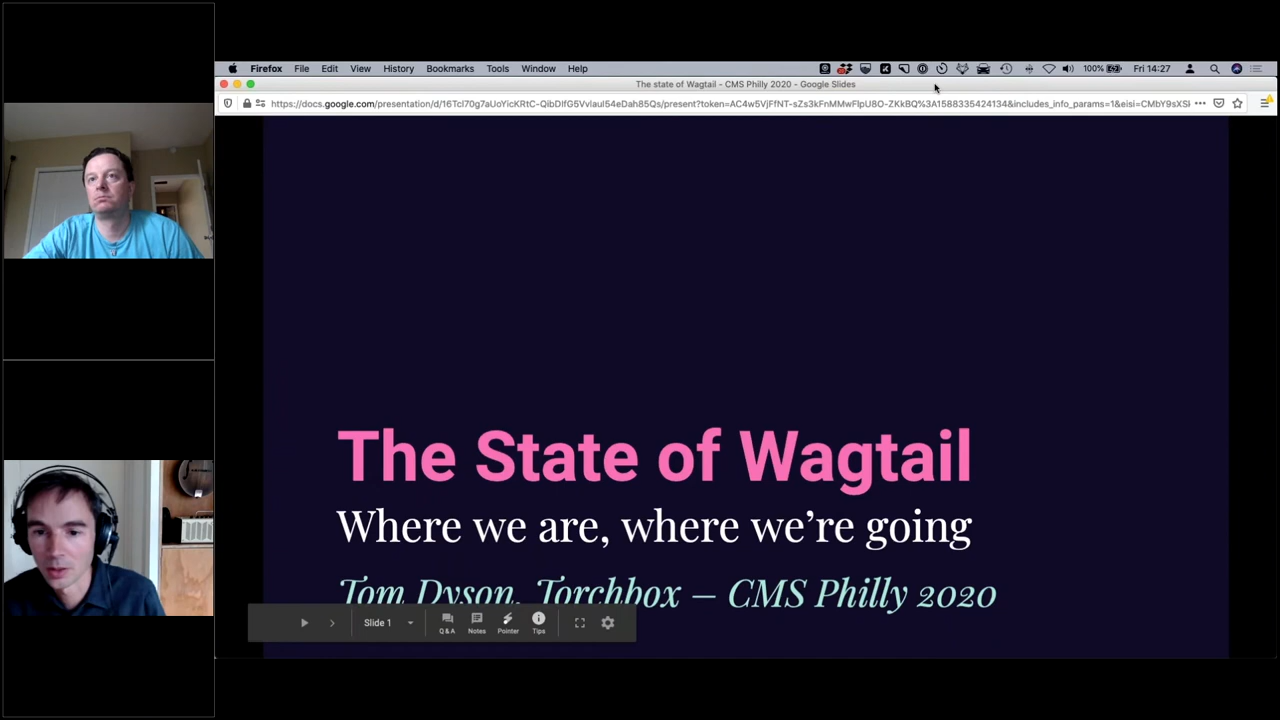 Firefox File Edit View History Bookmarks Tools Window Help 100% Fri 14:27
The state of Wagtail - CMS Philly 2020 - Google Slides
The State of Wagtail
Where we are, where we’re going
Tom Dyson, Torchbox – CMS Philly 2020
Slide 1
Q&A Notes Pointer Tips